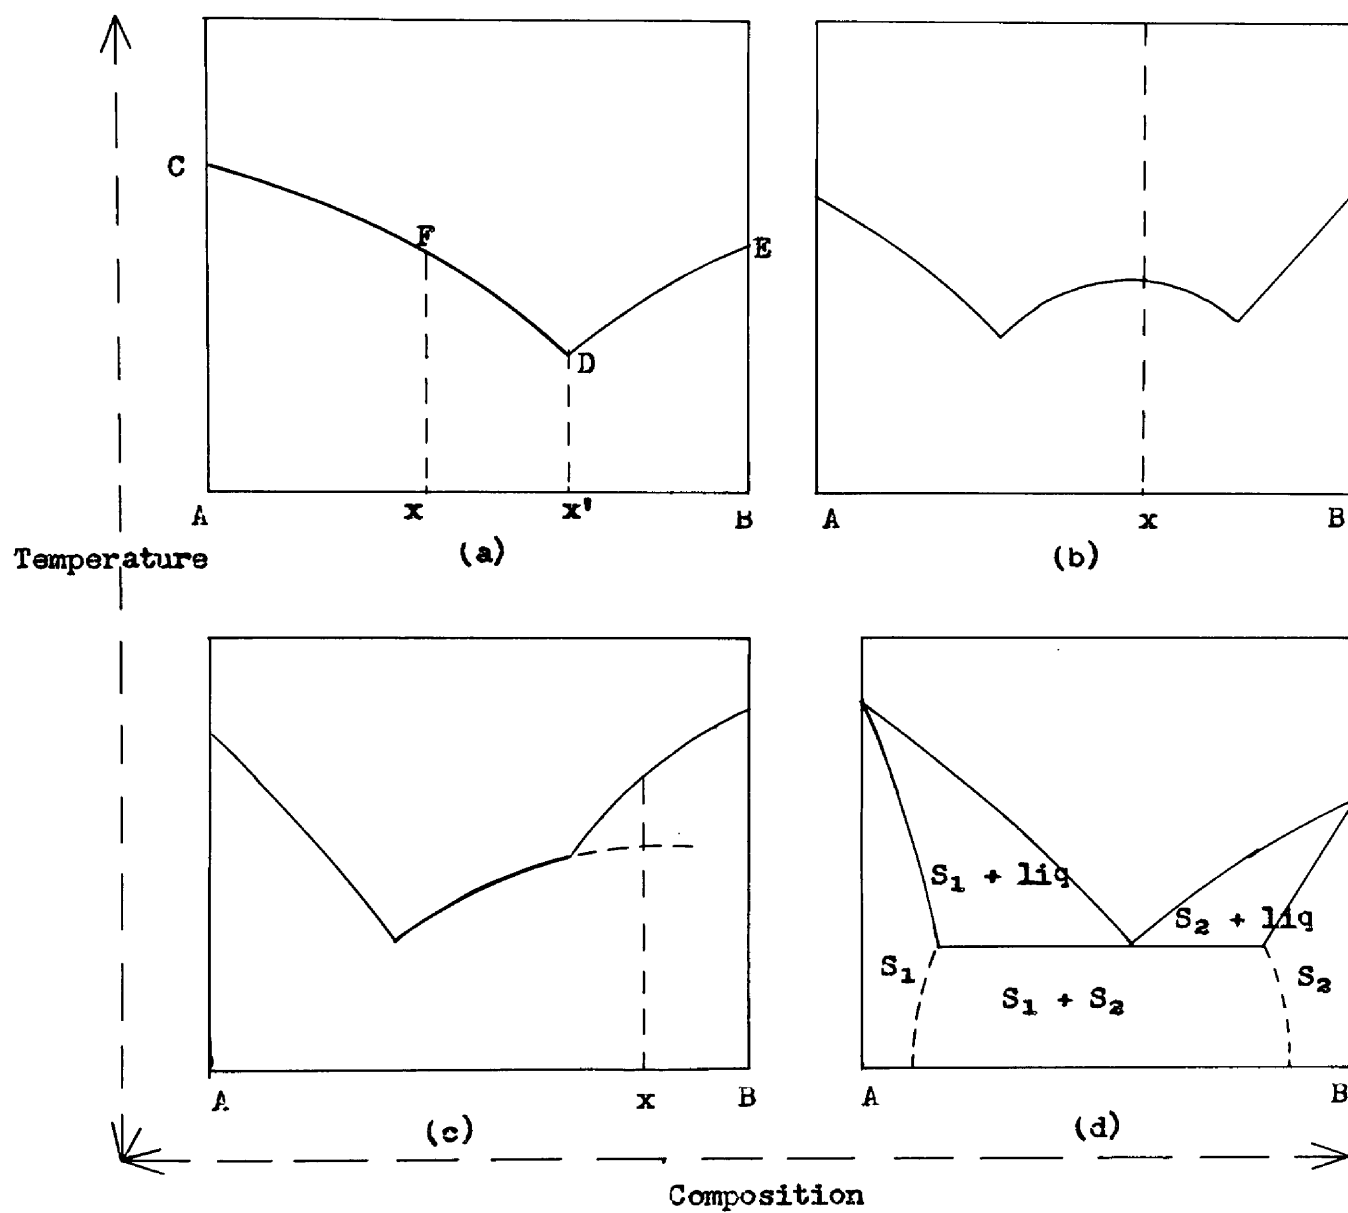 C
F
E
D
A x x' B
(a)
A x B
(b)
Temperature
S₁ + liq
S₂ + liq
S₁
S₁ + S₂
S₂
A x B
(c)
A B
(d)
Composition